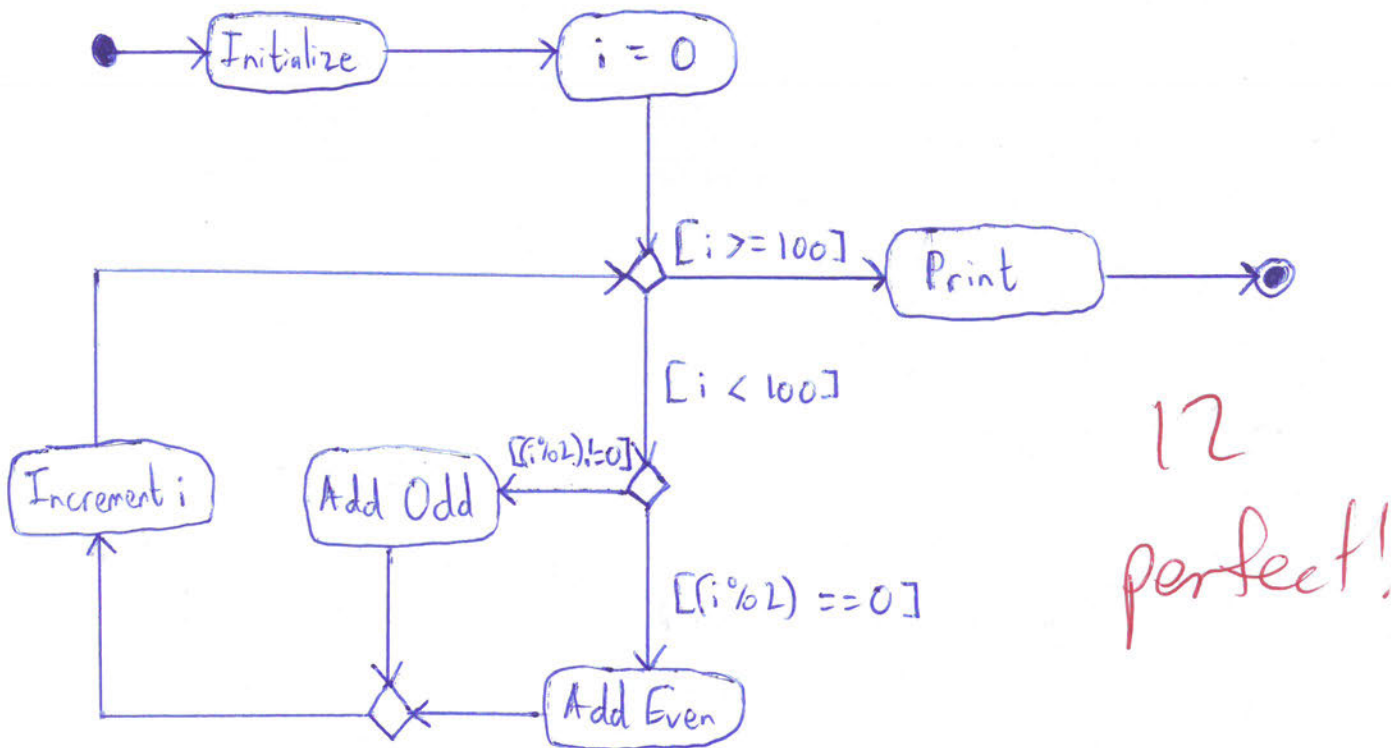 Initialize
i = 0
[i >= 100]
Print
[i < 100]
[(i%2)!=0]
Increment i
Add Odd
[(i%2) == 0]
Add Even
12
perfect!